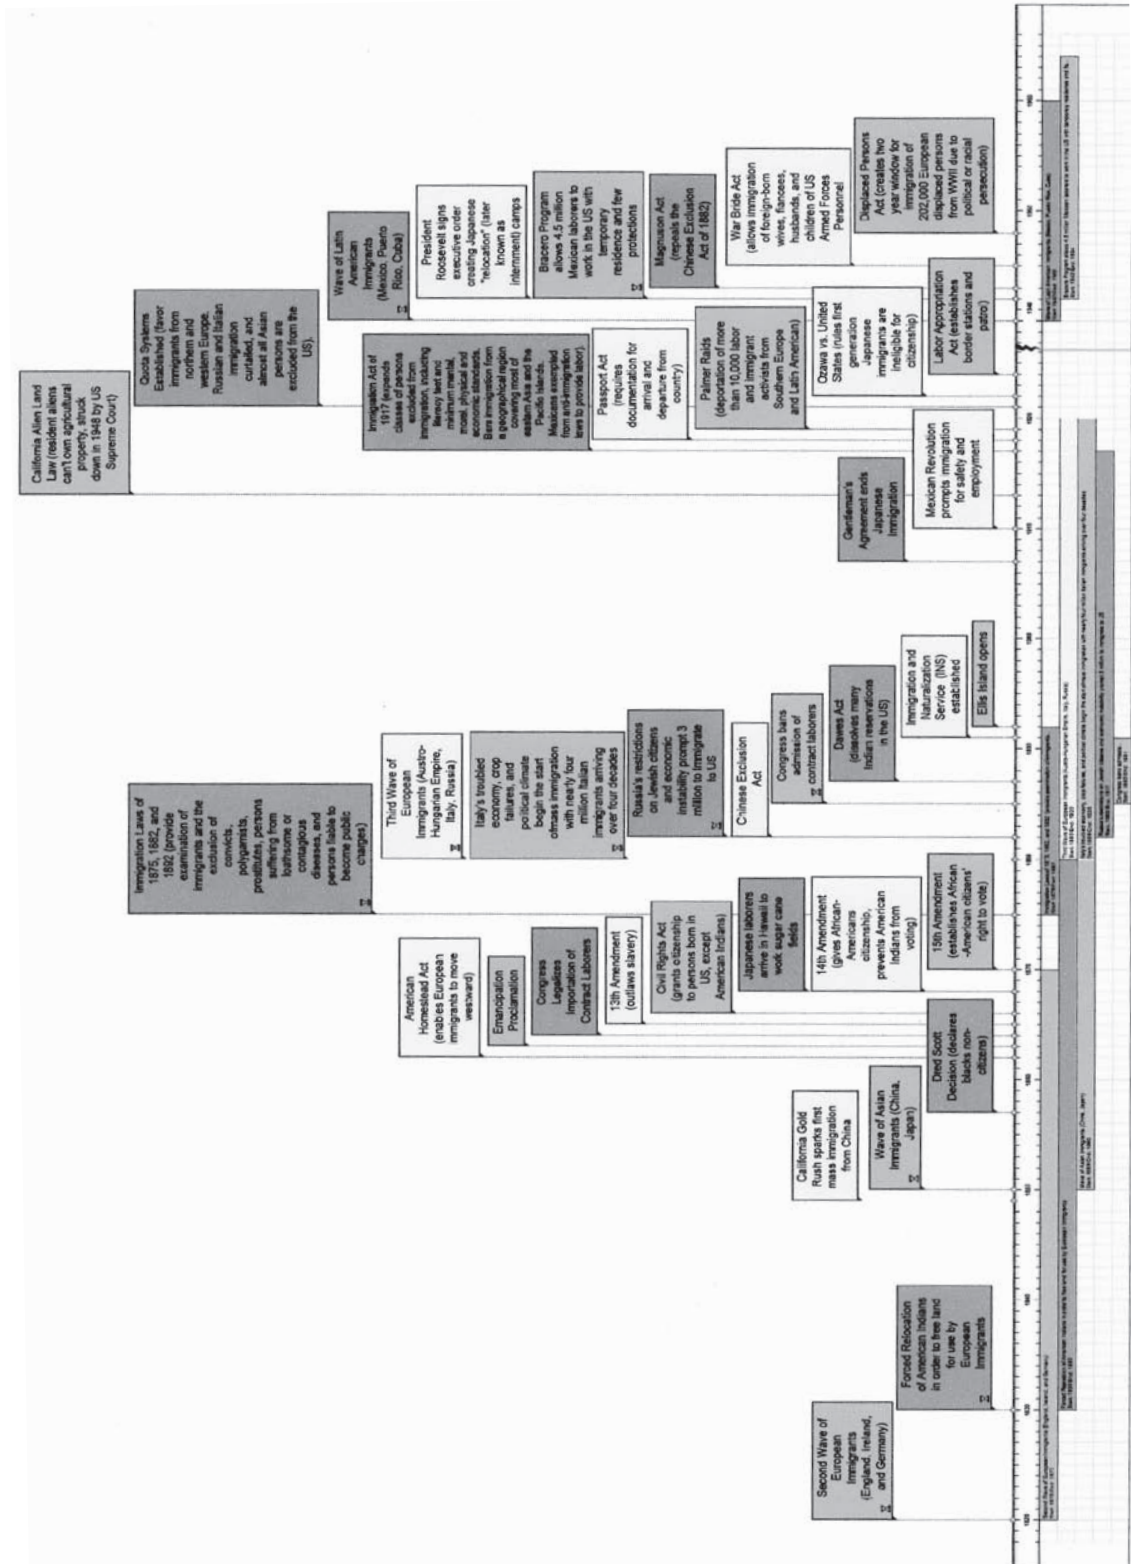 Second Wave of
European
Immigrants
(England, Ireland,
and Germany)
Forced Relocation
of American Indians
in order to free land
for use by
European
Immigrants
California Gold
Rush sparks first
mass immigration
from China
Wave of Asian
Immigrants (China,
Japan)
Dred Scott
Decision (declares
blacks non-
citizens)
American
Homestead Act
(enables European
immigrants to move
westward)
Emancipation
Proclamation
Congress
Legalizes
Importation of
Contract Laborers
13th Amendment
(outlaws slavery)
Civil Rights Act
(grants citizenship
to persons born in
US, except
American Indians)
Japanese laborers
arrive in Hawaii to
work sugar cane
fields
14th Amendment
(gives African-
Americans
citizenship,
prevents American
Indians from
voting)
15th Amendment
(establishes African
-American citizens'
right to vote)
Immigration Laws of
1875, 1882, and
1892 (provide
examination of
immigrants and the
exclusion of
convicts,
polygamists,
prostitutes, persons
suffering from
loathsome or
contagious
diseases, and
persons liable to
become public
charges)
Third Wave of
European
Immigrants (Austro-
Hungarian Empire,
Italy, Russia)
Italy's troubled
economy, crop
failures, and
political climate
begin the start
ofmass immigration
with nearly four
million Italian
immigrants arriving
over four decades
Russia's restrictions
on Jewish citizens
and economic
instability prompt 3
million to immigrate
to US
Chinese Exclusion
Act
Congress bans
admission of
contract laborers
Dawes Act
(dissolves many
Indian reservations
in the US)
Immigration and
Naturalization
Service (INS)
established
Ellis Island opens
Gentleman's
Agreement ends
Japanese
Immigration
Mexican Revolution
prompts immigration
for safety and
employment
California Alien Land
Law (resident aliens
can't own agricultural
property, struck
down in 1948 by US
Supreme Court)
Quota Systems
Established (favor
immigrants from
northern and
western Europe.
Russian and Italian
immigration
curtailed, and
almost all Asian
persons are
excluded from the
US).
Immigration Act of
1917 (expends
class of persons
excluded from
immigration, including
literacy test and
minimum mental,
moral, physical and
economic standards.
Bars immigration from
a geographical region
covering most of
eastern Asia and the
Pacific Islands.
Mexicans exempted
from anti-immigration
laws to provide labor).
Passport Act
(requires
documentation for
arrival and
departure from
country)
Palmer Raids
(deportation of more
than 10,000 labor
and immigrant
activists from
Southern Europe
and Latin American)
Ozawa vs. United
States (rules first
generation
Japanese
immigrants are
ineligible for
citizenship)
Labor Appropriation
Act (establishes
border stations and
patrol)
Wave of Latin
American
Immigrants
(Mexico, Puerto
Rico, Cuba)
President
Roosevelt signs
executive order
creating Japanese
"relocation" (later
known as
internment) camps
Bracero Program
allows 4.5 million
Mexican laborers to
work in the US with
temporary
residence and few
protections
Magnuson Act
(repeals the
Chinese Exclusion
Act of 1882)
War Bride Act
(allows immigration
of foreign-born
wives, fiancees,
husbands, and
children of US
Armed Forces
Personnel
Displaced Persons
Act (creates two
year window for
immigration of
202,000 European
displaced persons
from WWII due to
political or racial
persecution)